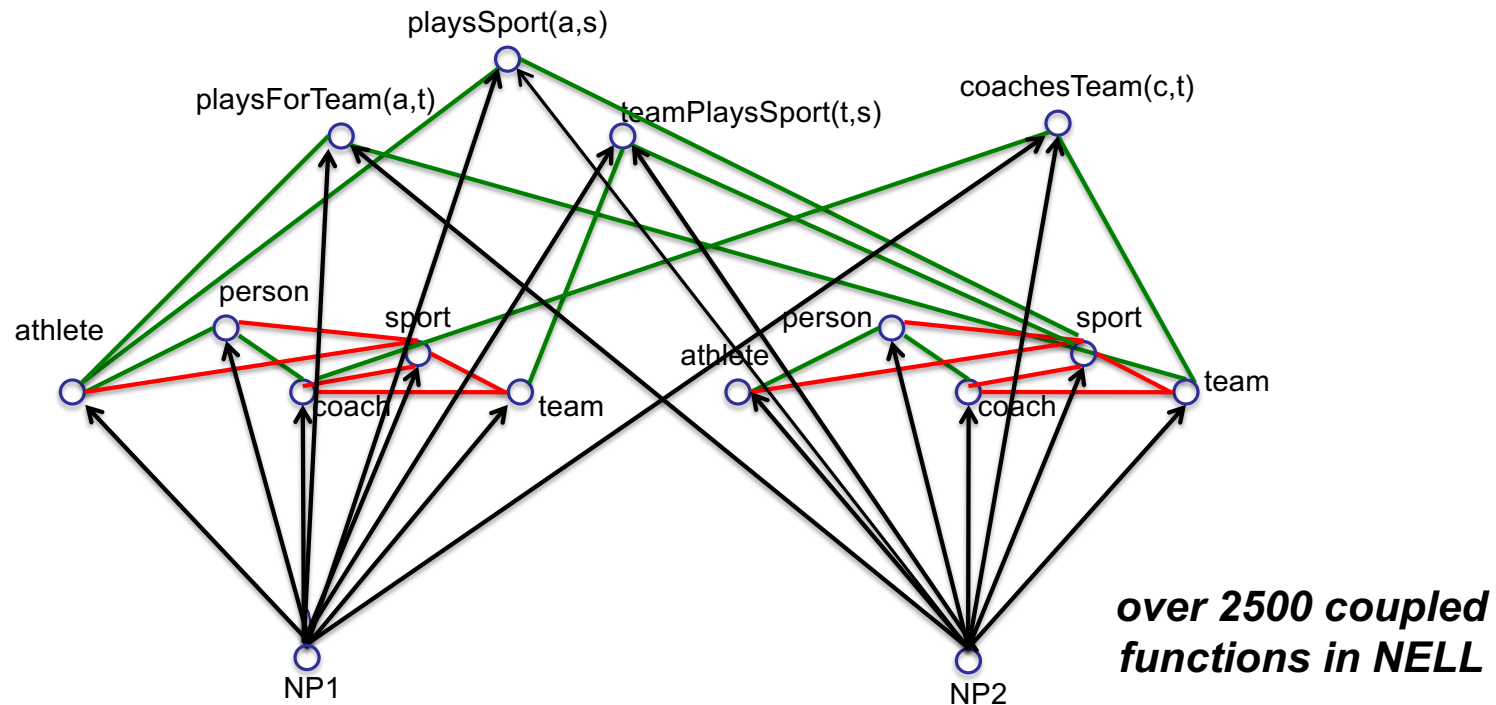 playsSport(a,s)
playsForTeam(a,t)
teamPlaysSport(t,s)
coachesTeam(c,t)
person
sport
athlete
coach
team
person
sport
athlete
coach
team
NP1
NP2
over 2500 coupled
functions in NELL